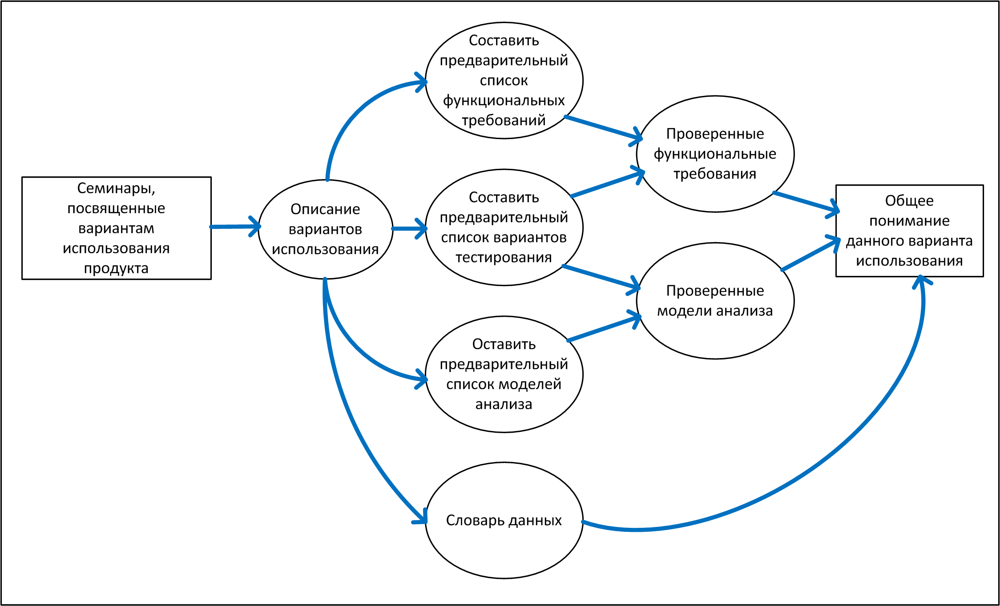 Семинары,
посвященные
вариантам
использования
продукта
Описание
вариантов
использования
Составить
предварительный
список
функциональных
требований
Составить
предварительный
список вариантов
тестирования
Оставить
предварительный
список моделей
анализа
Словарь данных
Проверенные
функциональные
требования
Проверенные
модели анализа
Общее
понимание
данного варианта
использования